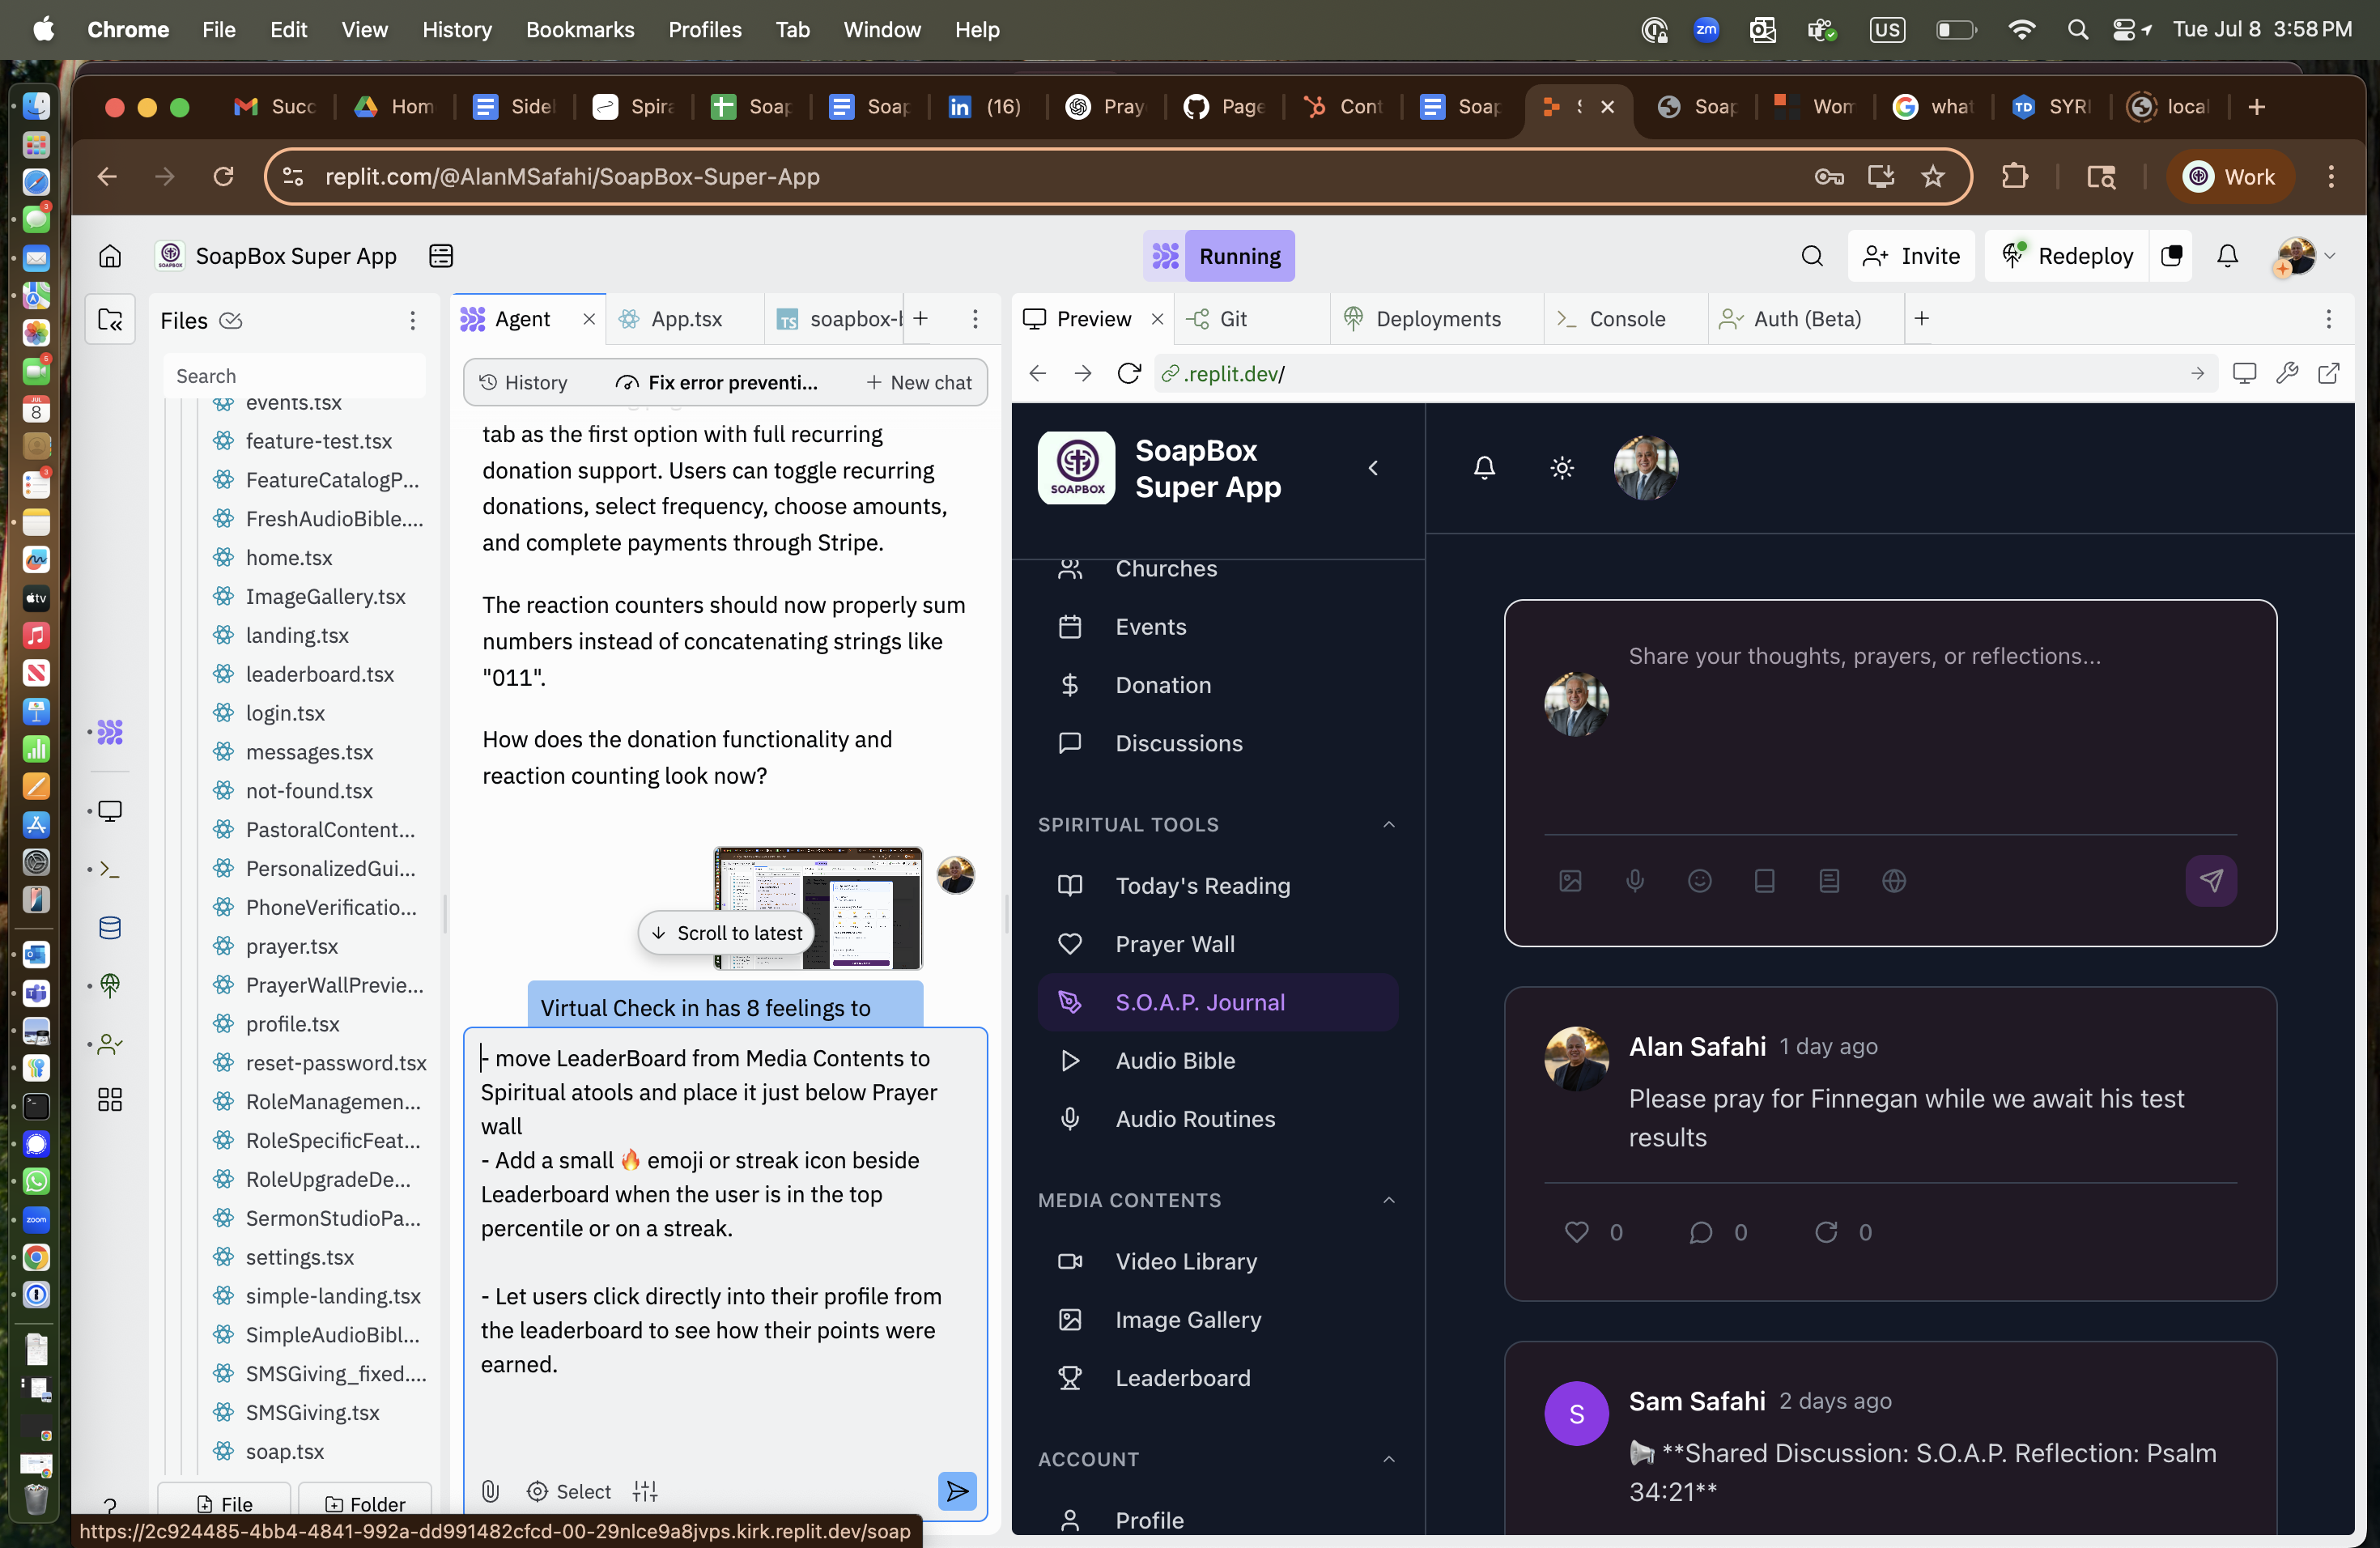 Chrome File Edit View History Bookmarks Profiles Tab Window Help
zm US Tue Jul 8 3:58 PM
Succ Hom Sidel Spira Soap Soap (16) Pray Page Cont Soap Soap Wom what SYRI local
replit.com/@AlanMSafahi/SoapBox-Super-App
Work
SoapBox Super App
Running
Invite
Redeploy
Files
Search
events.tsx
feature-test.tsx
FeatureCatalogP...
FreshAudioBible....
home.tsx
ImageGallery.tsx
landing.tsx
leaderboard.tsx
login.tsx
messages.tsx
not-found.tsx
PastoralContent...
PersonalizedGui...
PhoneVerificatio...
prayer.tsx
PrayerWallPrevie...
profile.tsx
reset-password.tsx
RoleManagemen...
RoleSpecificFeat...
RoleUpgradeDe...
SermonStudioPa...
settings.tsx
simple-landing.tsx
SimpleAudioBibl...
SMSGiving_fixed....
SMSGiving.tsx
soap.tsx
File
Folder
Agent
App.tsx
soapbox-b
History
Fix error preventi...
New chat
tab as the first option with full recurring
donation support. Users can toggle recurring
donations, select frequency, choose amounts,
and complete payments through Stripe.
The reaction counters should now properly sum
numbers instead of concatenating strings like
"011".
How does the donation functionality and
reaction counting look now?
Scroll to latest
Virtual Check in has 8 feelings to
- move LeaderBoard from Media Contents to
Spiritual atools and place it just below Prayer
wall
- Add a small 🔥 emoji or streak icon beside
Leaderboard when the user is in the top
percentile or on a streak.
- Let users click directly into their profile from
the leaderboard to see how their points were
earned.
Select
https://2c924485-4bb4-4841-992a-dd991482cfcd-00-29nlce9a8jvps.kirk.replit.dev/soap
Preview
Git
Deployments
Console
Auth (Beta)
.replit.dev/
SOAPBOX
SoapBox
Super App
Churches
Events
Donation
Discussions
SPIRITUAL TOOLS
Today's Reading
Prayer Wall
S.O.A.P. Journal
Audio Bible
Audio Routines
MEDIA CONTENTS
Video Library
Image Gallery
Leaderboard
ACCOUNT
Profile
Share your thoughts, prayers, or reflections...
Alan Safahi 1 day ago
Please pray for Finnegan while we await his test
results
0 0 0
S
Sam Safahi 2 days ago
**Shared Discussion: S.O.A.P. Reflection: Psalm
34:21**